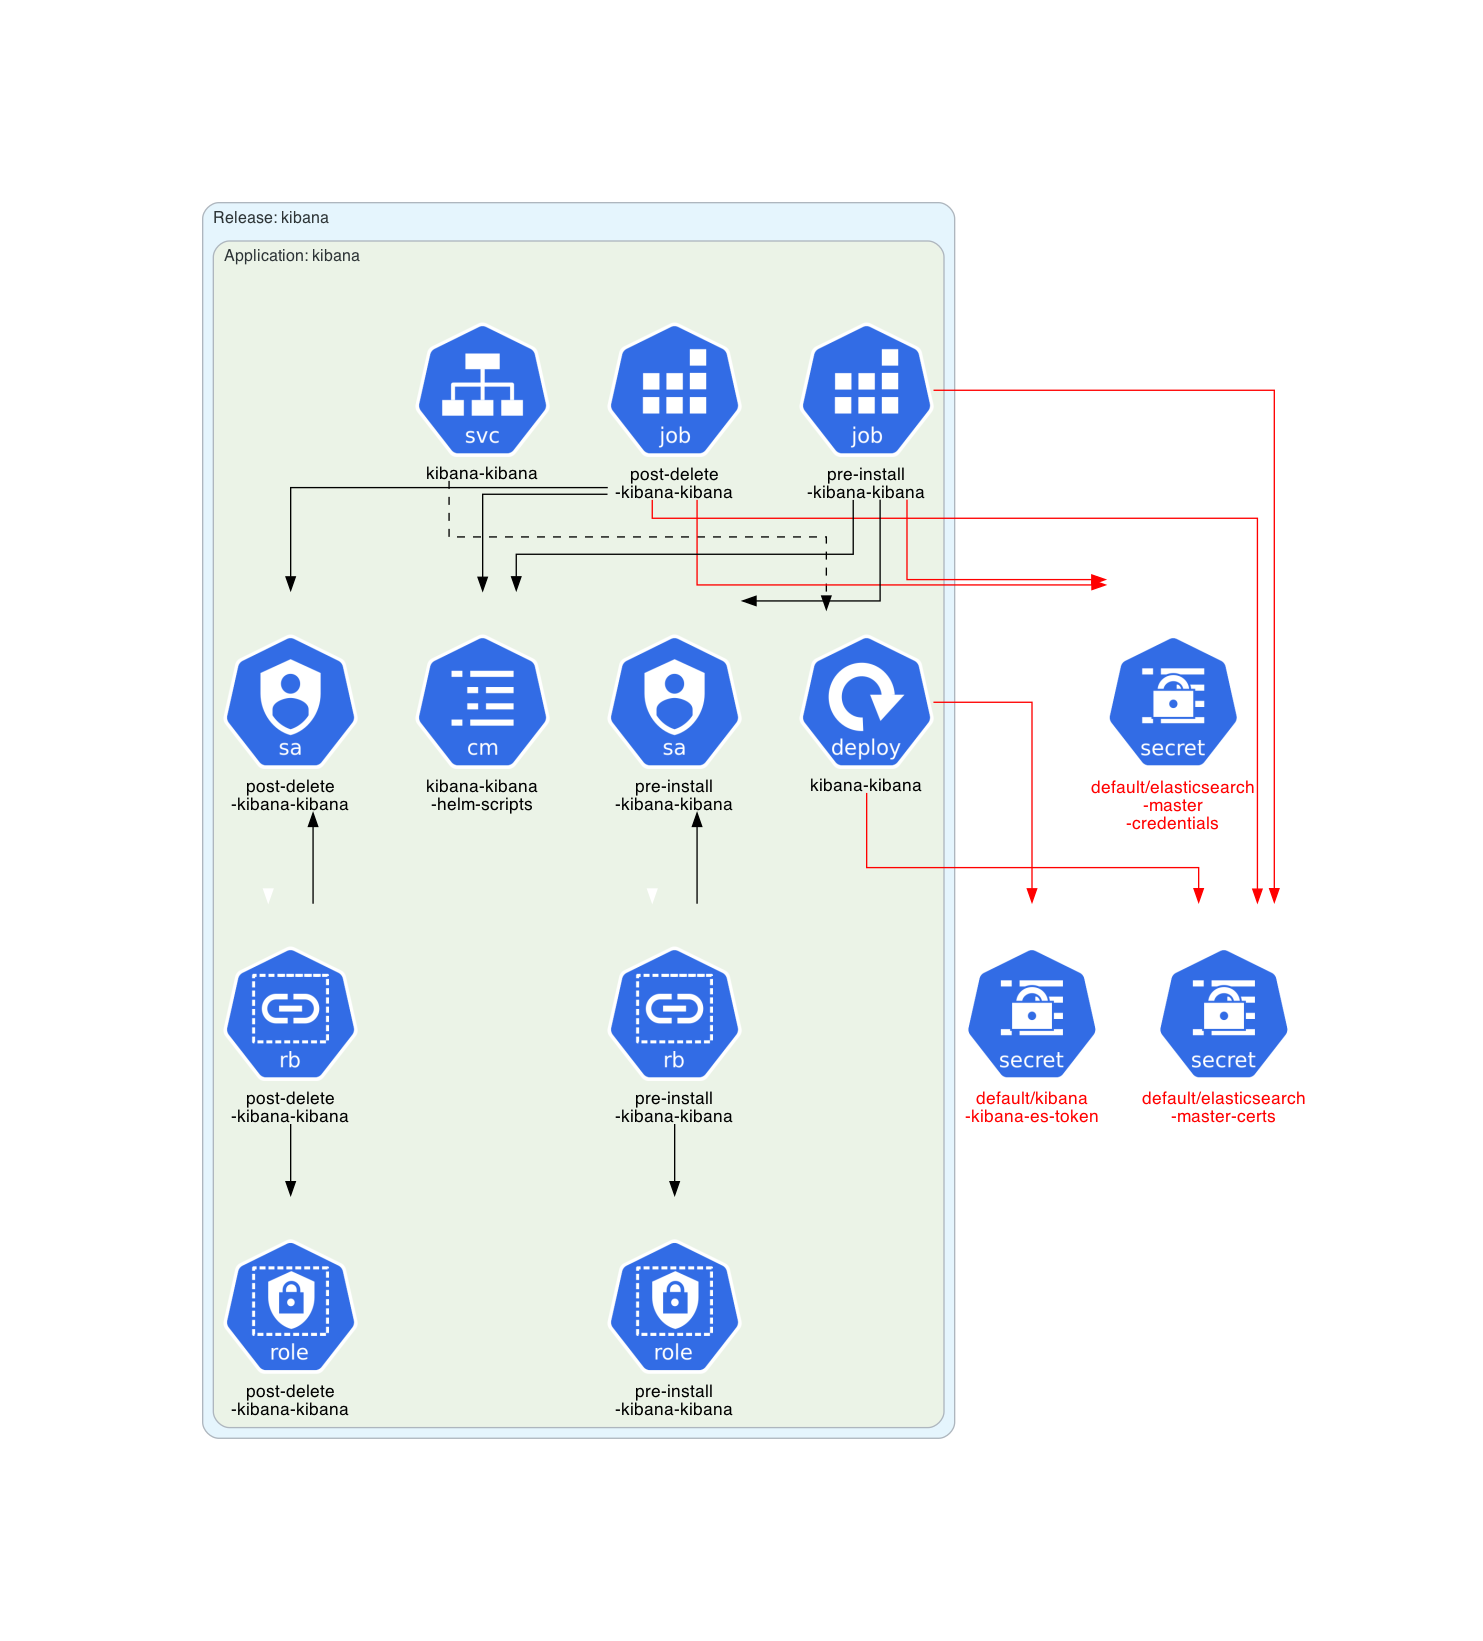 Release: kibana
Application: kibana
svc
job
job
kibana-kibana
post-delete
-kibana-kibana
pre-install
-kibana-kibana
sa
cm
sa
deploy
secret
post-delete
-kibana-kibana
kibana-kibana
-helm-scripts
pre-install
-kibana-kibana
kibana-kibana
default/elasticsearch
-master
-credentials
rb
rb
secret
secret
post-delete
-kibana-kibana
pre-install
-kibana-kibana
default/kibana
-kibana-es-token
default/elasticsearch
-master-certs
role
role
post-delete
-kibana-kibana
pre-install
-kibana-kibana